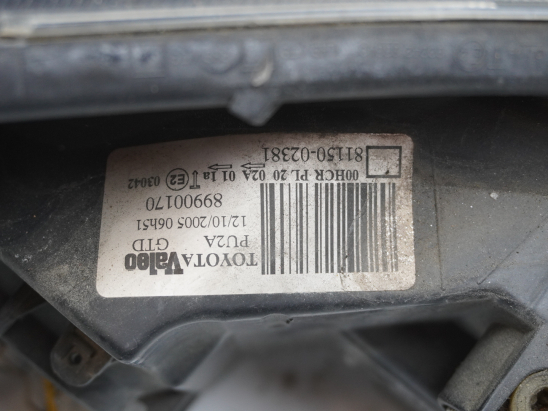 Valeo
TOYOTA
GTD
PU2A
12/10/2005 06h51
89900170
E2 03042
00HCR PL 20 02A 01 1a
81150-02381